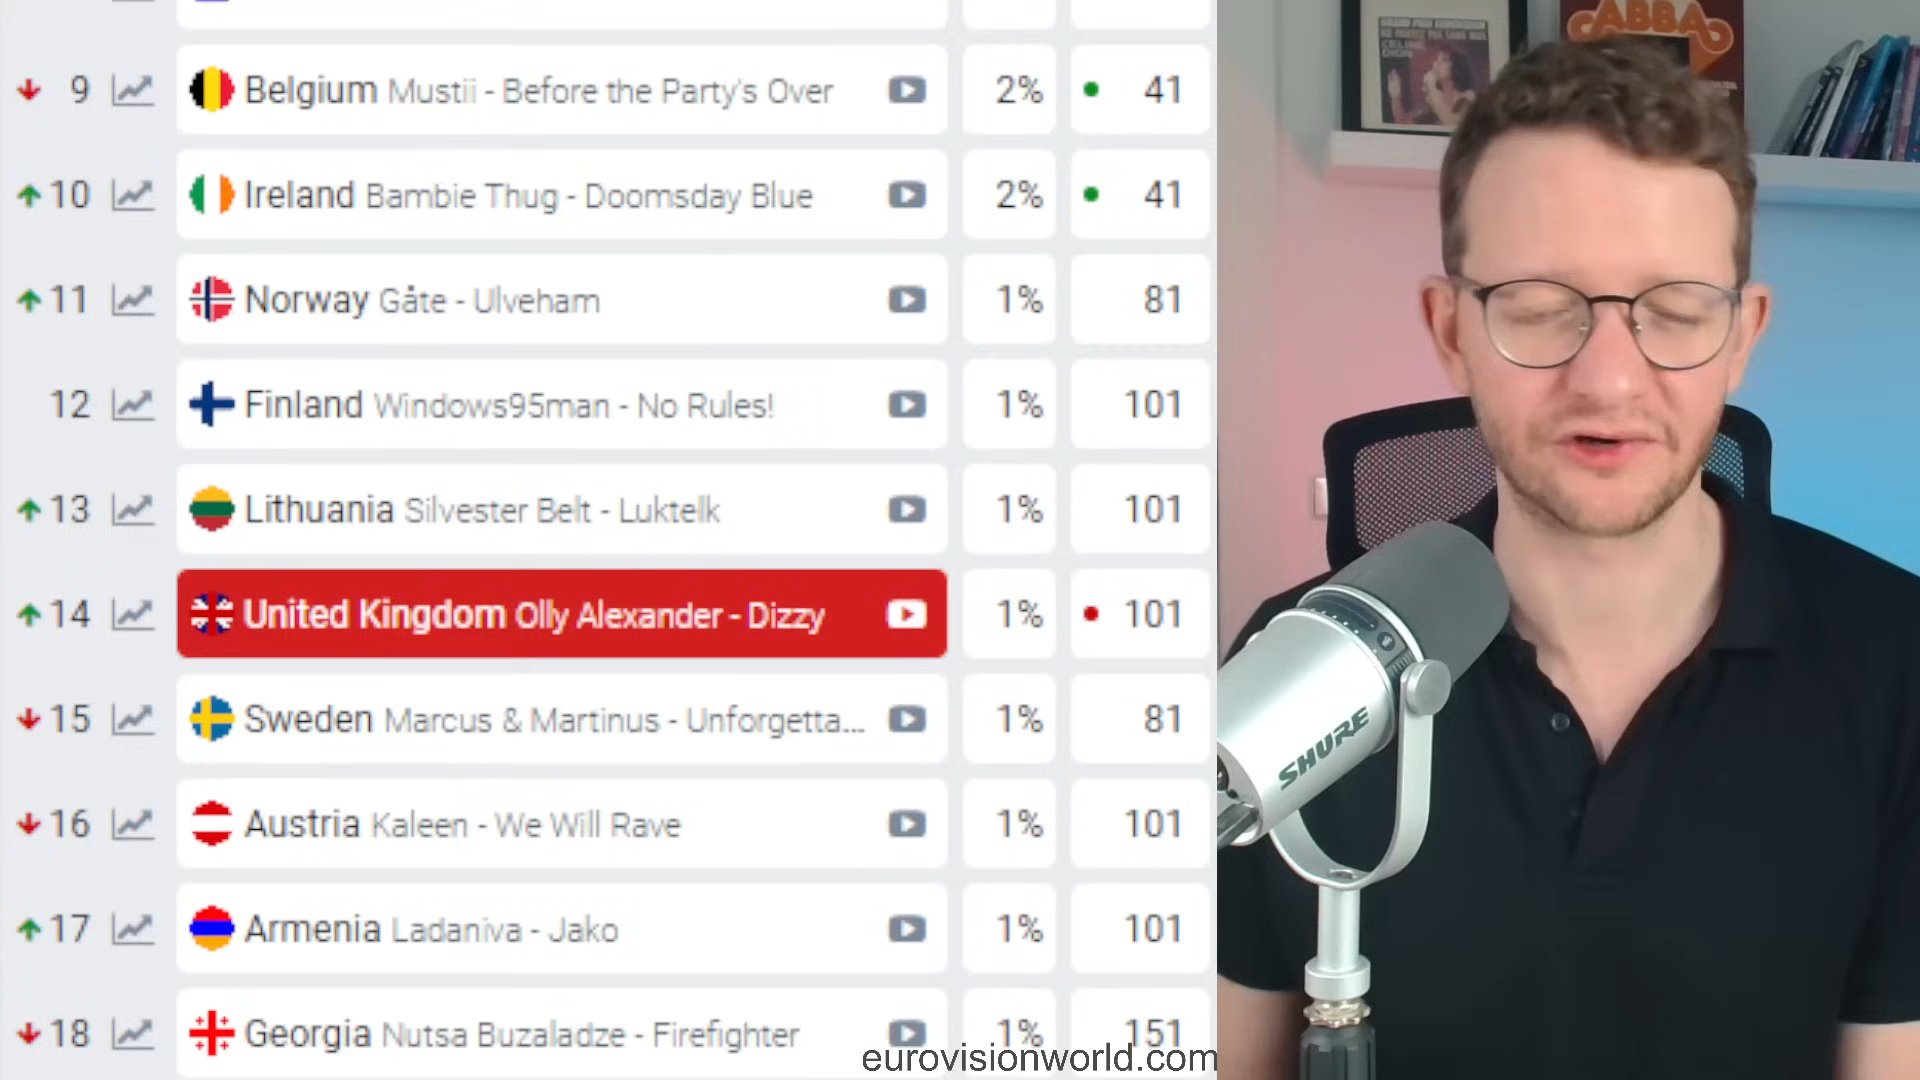 9 Belgium Mustii - Before the Party's Over 2% 41
10 Ireland Bambie Thug - Doomsday Blue 2% 41
11 Norway Gåte - Ulveham 1% 81
12 Finland Windows95man - No Rules! 1% 101
13 Lithuania Silvester Belt - Luktelk 1% 101
14 United Kingdom Olly Alexander - Dizzy 1% 101
15 Sweden Marcus & Martinus - Unforgetta... 1% 81
16 Austria Kaleen - We Will Rave 1% 101
17 Armenia Ladaniva - Jako 1% 101
18 Georgia Nutsa Buzaladze - Firefighter 1% 151
eurovisionworld.com
CELINE
DION
ABBA
SHURE